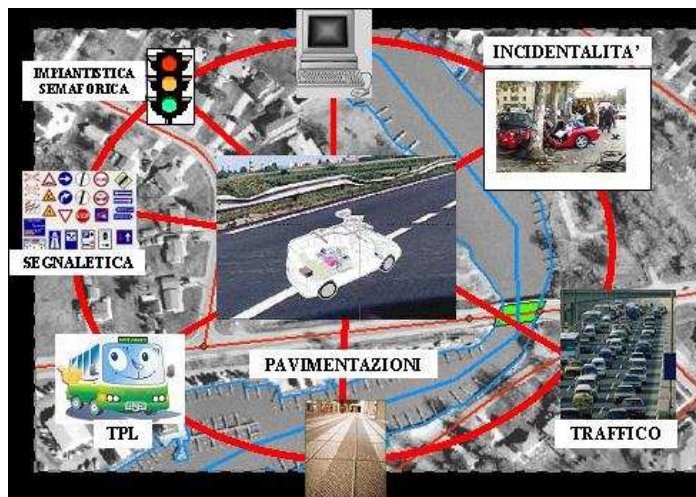 INCIDENTALITA'
IMPIANTISTICA
SEMAFORICA
SEGNALETICA
PAVIMENTAZIONI
TPL
TRAFFICO